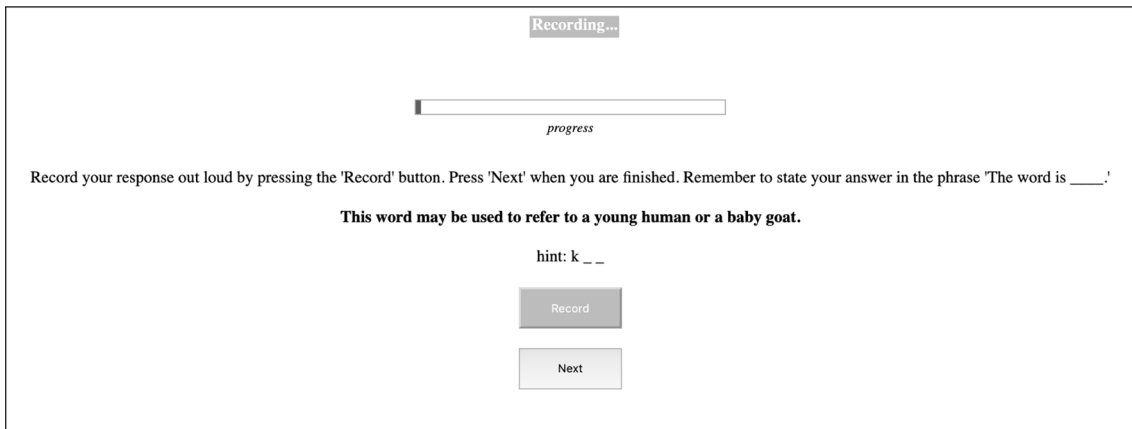 Recording...
progress
Record your response out loud by pressing the 'Record' button. Press 'Next' when you are finished. Remember to state your answer in the phrase 'The word is ____.'
This word may be used to refer to a young human or a baby goat.
hint: k _ _
Record
Next